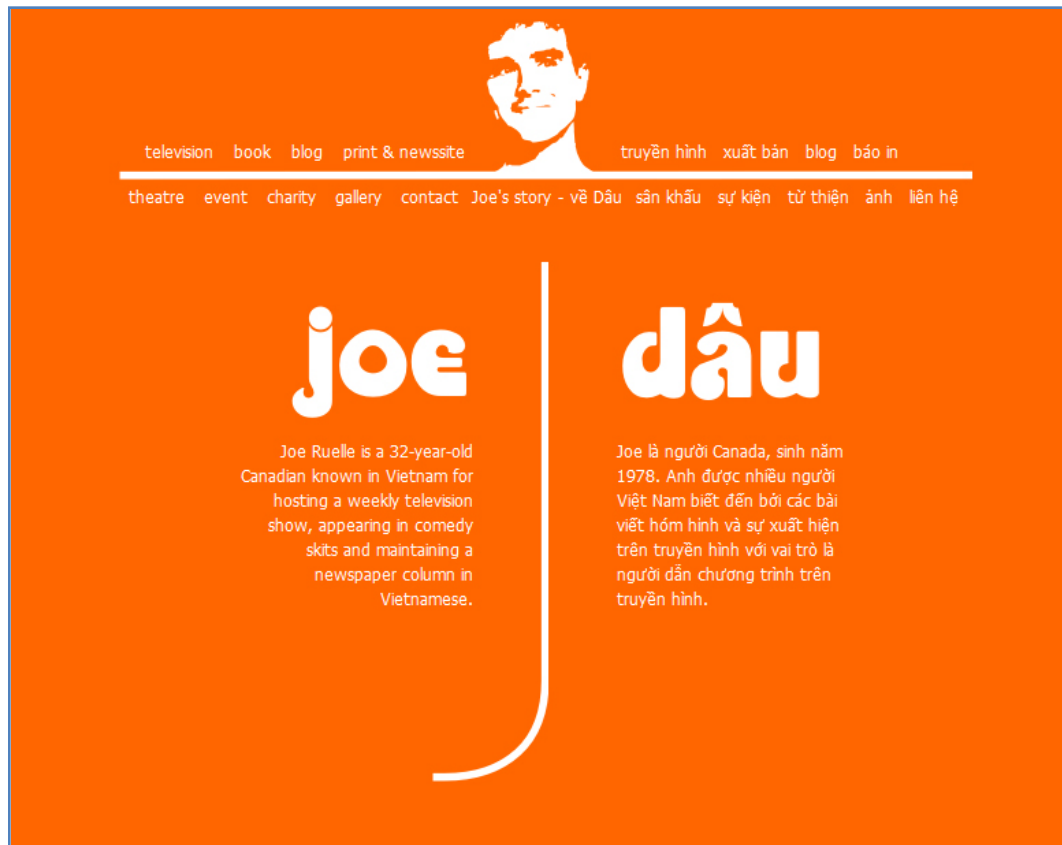 television book blog print & newssite truyền hình xuất bản blog báo in
theatre event charity gallery contact Joe's story - về Dâu sân khấu sự kiện từ thiện ảnh liên hệ
joe
Joe Ruelle is a 32-year-old
Canadian known in Vietnam for
hosting a weekly television
show, appearing in comedy
skits and maintaining a
newspaper column in
Vietnamese.
dâu
Joe là người Canada, sinh năm
1978. Anh được nhiều người
Việt Nam biết đến bởi các bài
viết hóm hỉnh và sự xuất hiện
trên truyền hình với vai trò là
người dẫn chương trình trên
truyền hình.